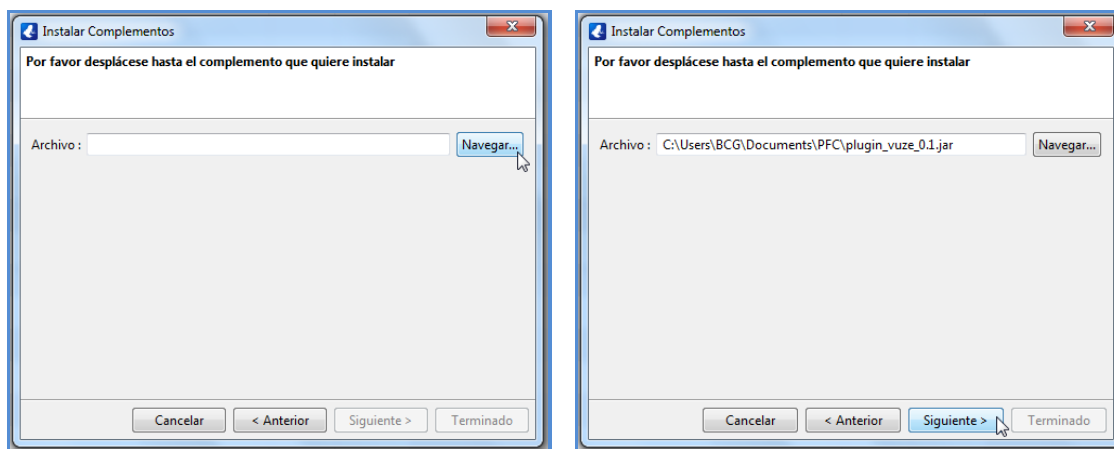 Instalar Complementos
Por favor desplácese hasta el complemento que quiere instalar
Archivo :
Navegar...
Cancelar
< Anterior
Siguiente >
Terminado
Instalar Complementos
Por favor desplácese hasta el complemento que quiere instalar
Archivo : C:\Users\BCG\Documents\PFC\plugin_vuze_0.1.jar
Navegar...
Cancelar
< Anterior
Siguiente >
Terminado